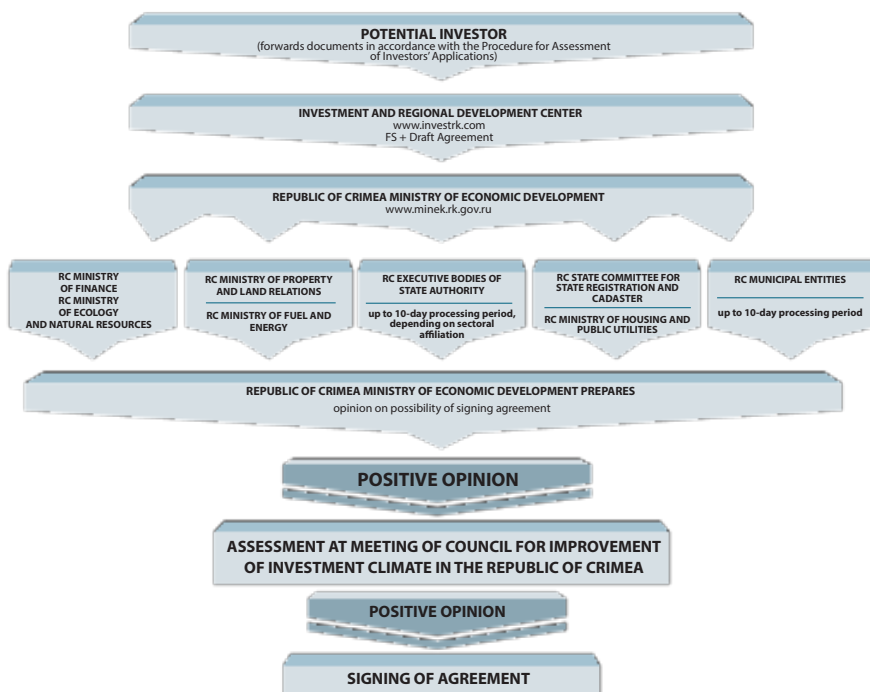 POTENTIAL INVESTOR
(forwards documents in accordance with the Procedure for Assessment
of Investors' Applications)
INVESTMENT AND REGIONAL DEVELOPMENT CENTER
www.investrk.com
FS + Draft Agreement
REPUBLIC OF CRIMEA MINISTRY OF ECONOMIC DEVELOPMENT
www.minek.rk.gov.ru
RC MINISTRY
OF FINANCE
RC MINISTRY
OF ECOLOGY
AND NATURAL RESOURCES
RC MINISTRY OF PROPERTY
AND LAND RELATIONS
RC MINISTRY OF FUEL AND
ENERGY
RC EXECUTIVE BODIES OF
STATE AUTHORITY
up to 10-day processing period,
depending on sectoral
affiliation
RC STATE COMMITTEE FOR
STATE REGISTRATION AND
CADASTER
RC MINISTRY OF HOUSING AND
PUBLIC UTILITIES
RC MUNICIPAL ENTITIES
up to 10-day processing period
REPUBLIC OF CRIMEA MINISTRY OF ECONOMIC DEVELOPMENT PREPARES
opinion on possibility of signing agreement
POSITIVE OPINION
ASSESSMENT AT MEETING OF COUNCIL FOR IMPROVEMENT
OF INVESTMENT CLIMATE IN THE REPUBLIC OF CRIMEA
POSITIVE OPINION
SIGNING OF AGREEMENT